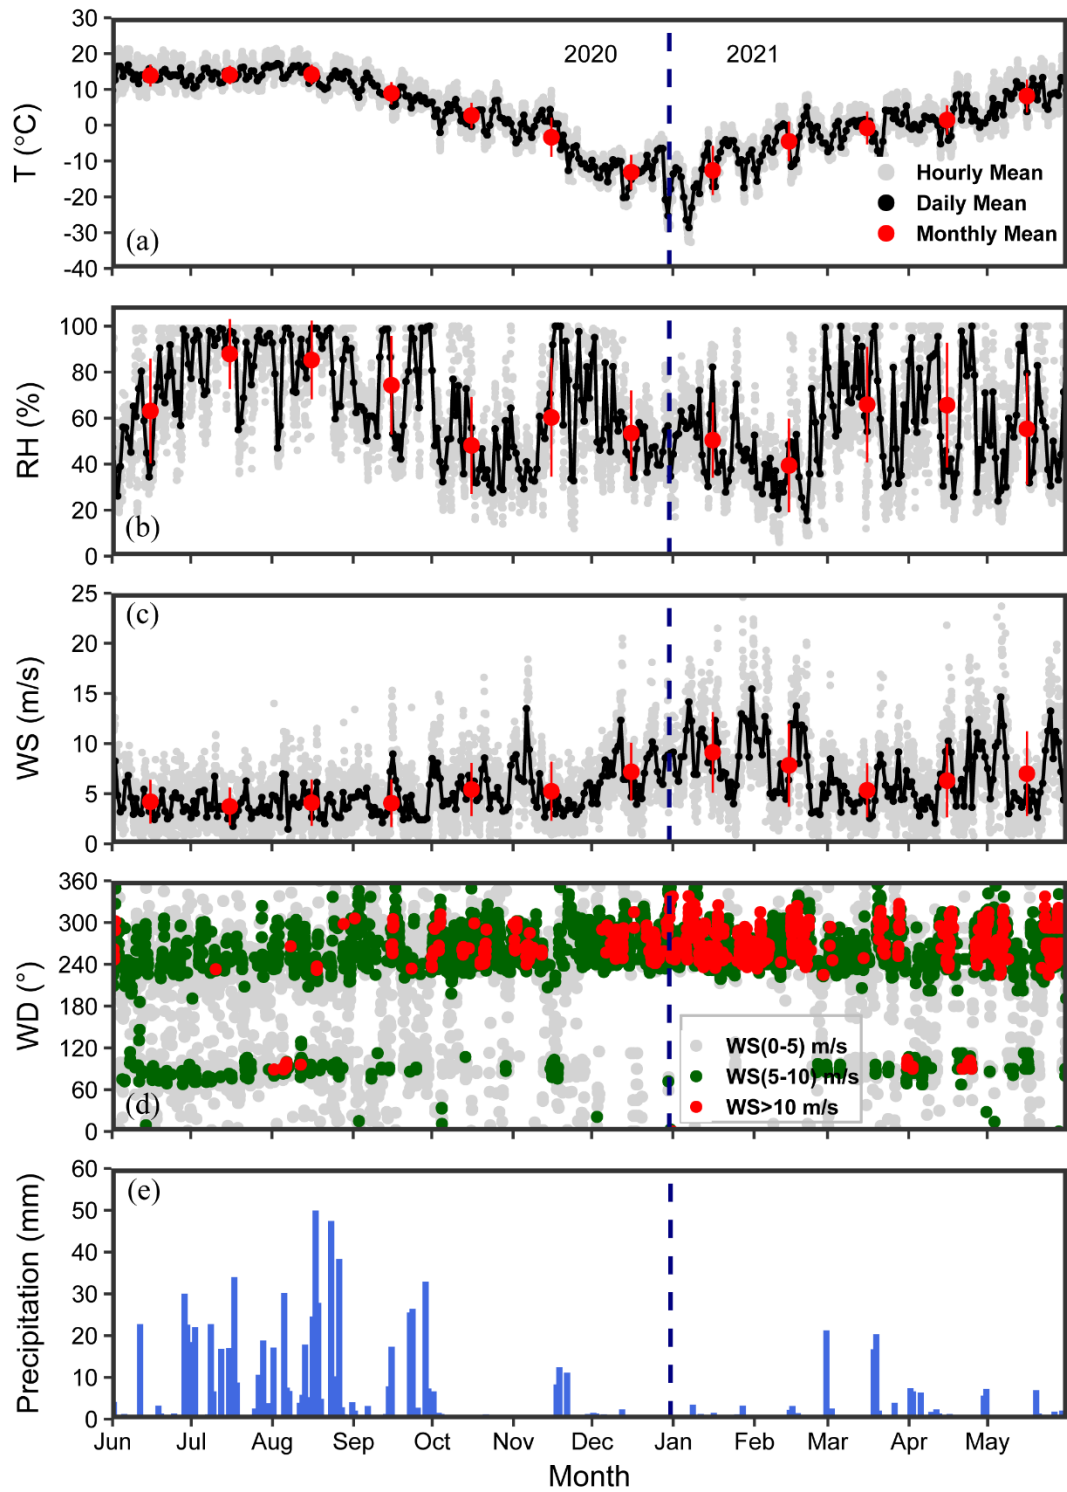 30
20
10
0
-10
-20
-30
-40
T (°C)
2020
2021
Hourly Mean
Daily Mean
Monthly Mean
(a)
100
80
60
40
20
0
RH (%)
(b)
25
20
15
10
5
0
WS (m/s)
(c)
360
300
240
180
120
60
0
WD (°)
WS(0-5) m/s
WS(5-10) m/s
WS>10 m/s
(d)
60
50
40
30
20
10
0
Precipitation (mm)
(e)
Jun Jul Aug Sep Oct Nov Dec Jan Feb Mar Apr May
Month